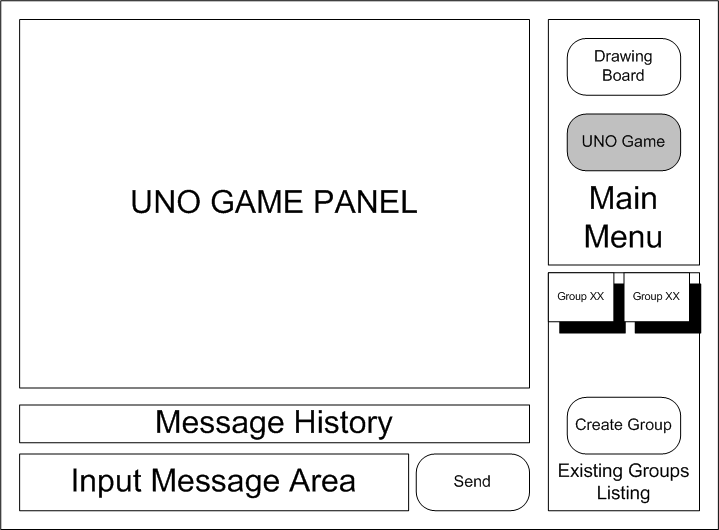 Drawing
Board
UNO Game
UNO GAME PANEL
Main
Menu
Group XX
Group XX
Message History
Create Group
Input Message Area
Send
Existing Groups
Listing